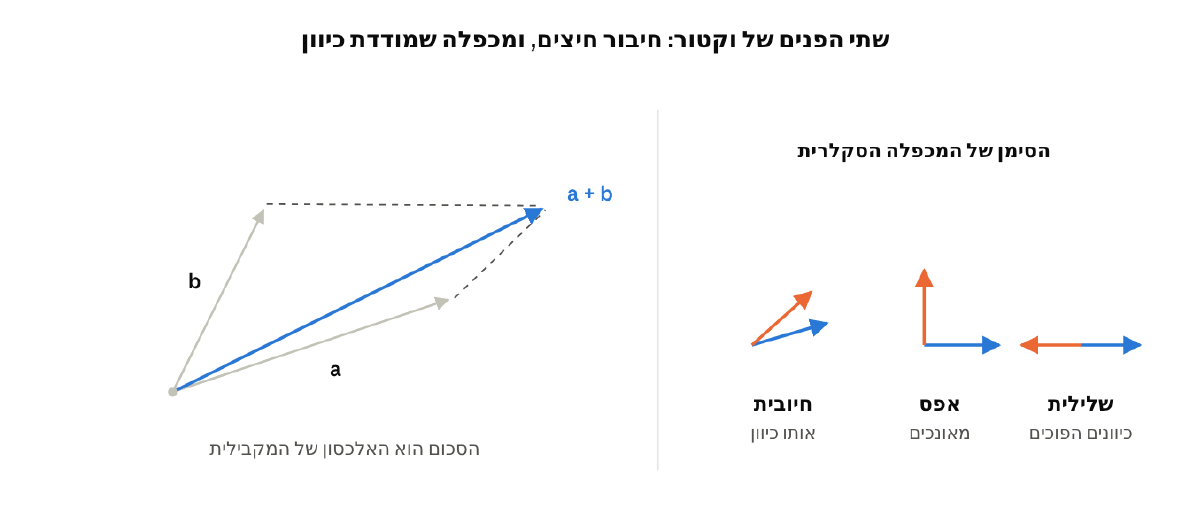 שתי הפנים של וקטור: חיבור חיצים, ומכפלה שמודדת כיוון
הסימן של המכפלה הסקלרית
a + b
b
a
חיובית
אותו כיוון
אפס
מאונכים
שלילית
כיוונים הפוכים
הסכום הוא האלכסון של המקבילית